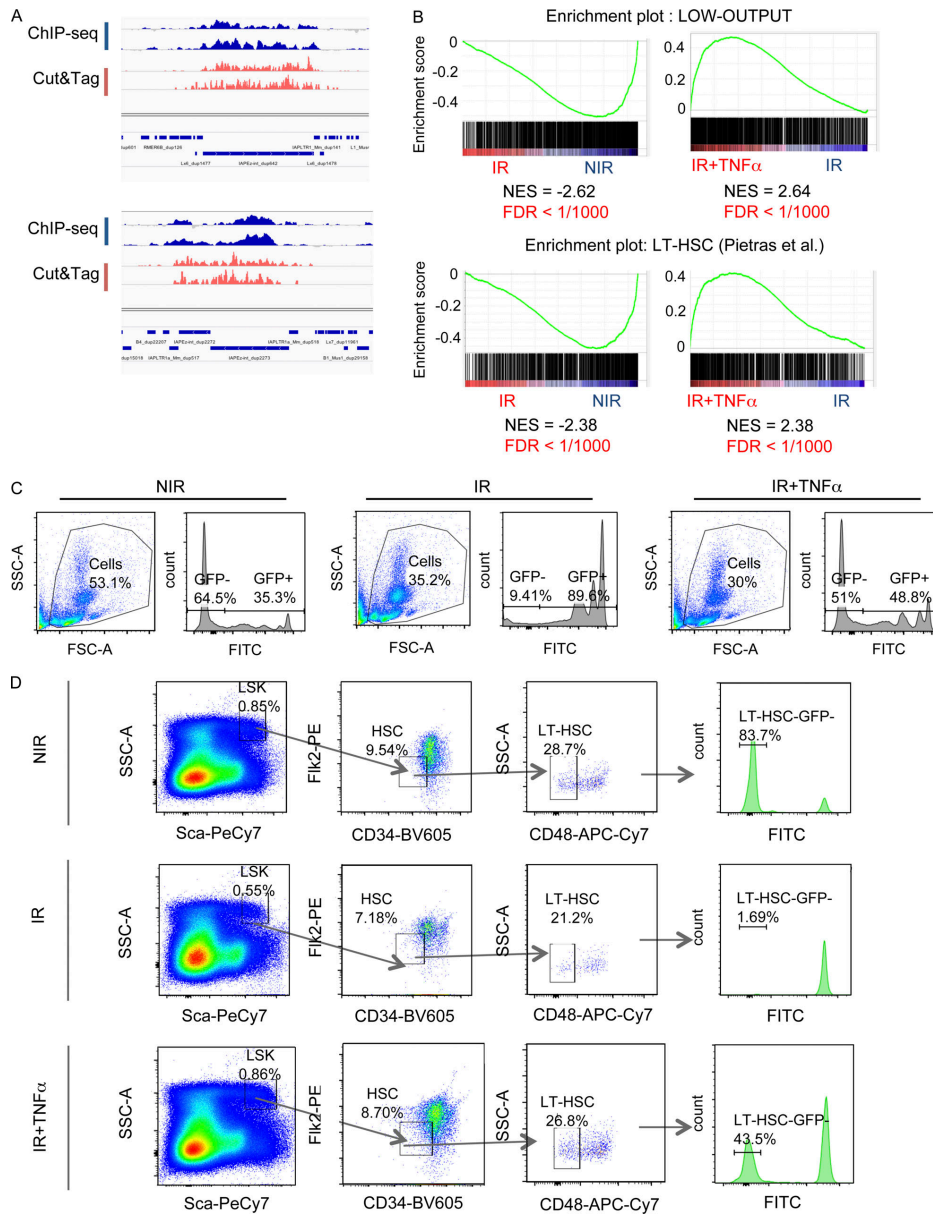 A
ChIP-seq
Cut&Tag
dup601
RMER6B_dup126
IAPLTR1_Mm_dup141
L1_Musr
Lx6_dup1477
IAPEz-int_dup642
Lx6_dup1478
ChIP-seq
Cut&Tag
B4_dup22207
IAPEz-int_dup2272
IAPLTR1a_Mm_dup518
Lx7_dup11961
dup15018
IAPLTR1a_Mm_dup517
IAPEz-int_dup2273
B1_Mus1_dup29158
B
Enrichment plot : LOW-OUTPUT
Enrichment score
0
-0.2
-0.4
IR
NIR
NES = -2.62
FDR < 1/1000
0.4
0.2
0
IR+TNFα
IR
NES = 2.64
FDR < 1/1000
Enrichment plot: LT-HSC (Pietras et al.)
Enrichment score
0
-0.2
-0.4
IR
NIR
NES = -2.38
FDR < 1/1000
0.4
0.2
0
IR+TNFα
IR
NES = 2.38
FDR < 1/1000
C
NIR
SSC-A
Cells
53.1%
FSC-A
count
GFP-
64.5%
GFP+
35.3%
FITC
IR
SSC-A
Cells
35.2%
FSC-A
count
GFP-
9.41%
GFP+
89.6%
FITC
IR+TNFα
SSC-A
Cells
30%
FSC-A
count
GFP-
51%
GFP+
48.8%
FITC
D
NIR
SSC-A
LSK
0.85%
Sca-PeCy7
Flk2-PE
HSC
9.54%
CD34-BV605
SSC-A
LT-HSC
28.7%
CD48-APC-Cy7
count
LT-HSC-GFP-
83.7%
FITC
IR
SSC-A
LSK
0.55%
Sca-PeCy7
Flk2-PE
HSC
7.18%
CD34-BV605
SSC-A
LT-HSC
21.2%
CD48-APC-Cy7
count
LT-HSC-GFP-
1.69%
FITC
IR+TNFα
SSC-A
LSK
0.86%
Sca-PeCy7
Flk2-PE
HSC
8.70%
CD34-BV605
SSC-A
LT-HSC
26.8%
CD48-APC-Cy7
count
LT-HSC-GFP-
43.5%
FITC